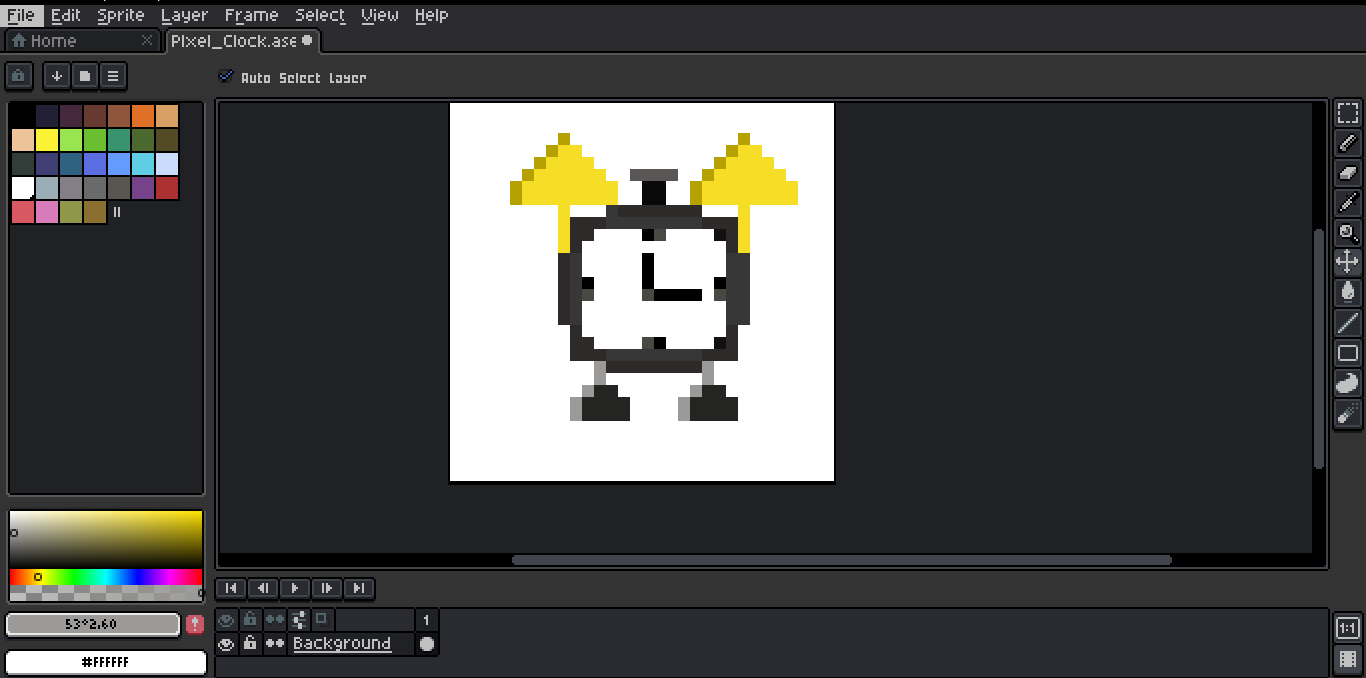 File Edit Sprite Layer Frame Select View Help
Home
Pixel_Clock.ase
Auto Select Layer
53°2,60
#FFFFFF
1
Background
1:1